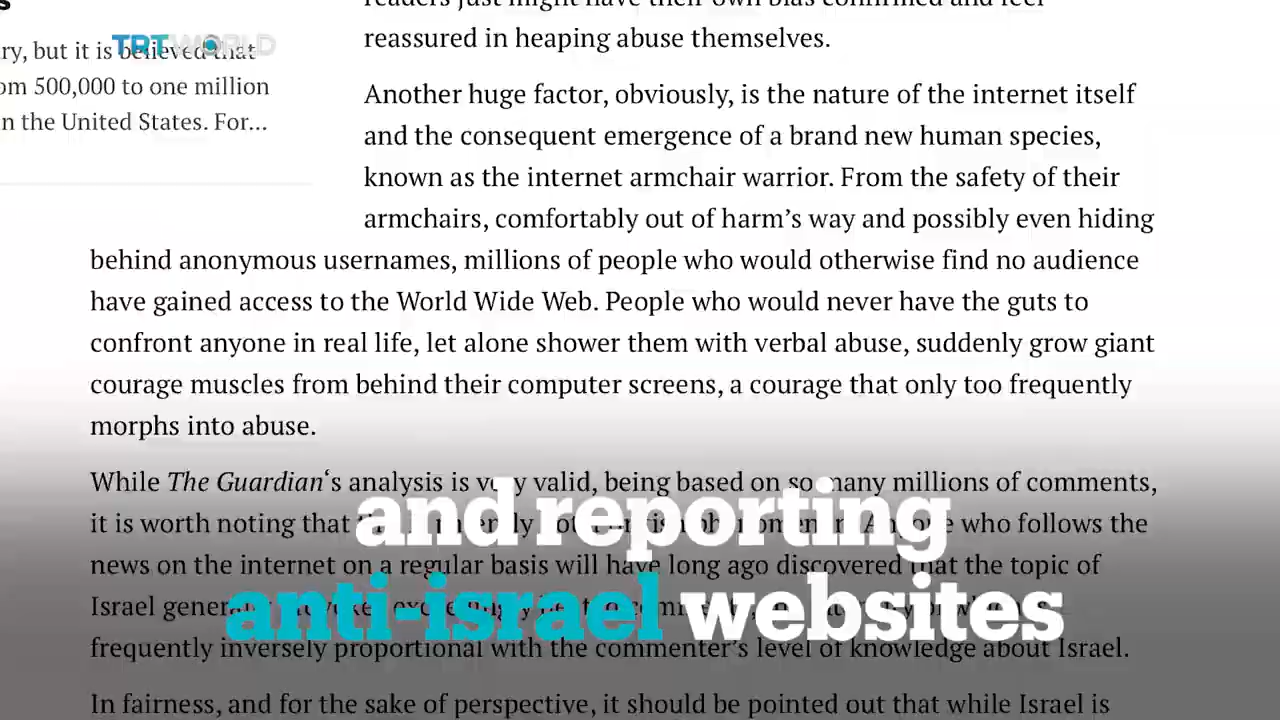 s
readers just might have their own bias confirmed and feel
reassured in heaping abuse themselves.
TRT WORLD
ry, but it is believed that
om 500,000 to one million
n the United States. For...
Another huge factor, obviously, is the nature of the internet itself
and the consequent emergence of a brand new human species,
known as the internet armchair warrior. From the safety of their
armchairs, comfortably out of harm's way and possibly even hiding
behind anonymous usernames, millions of people who would otherwise find no audience
have gained access to the World Wide Web. People who would never have the guts to
confront anyone in real life, let alone shower them with verbal abuse, suddenly grow giant
courage muscles from behind their computer screens, a courage that only too frequently
morphs into abuse.
While The Guardian‘s analysis is very valid, being based on so many millions of comments,
it is worth noting that who follows the
news on the internet on a regular basis will have long ago discovered that the topic of
Israel
frequently inversely proportional with the commenter's level of knowledge about Israel.
In fairness, and for the sake of perspective, it should be pointed out that while Israel is
and reporting
anti-israel websites